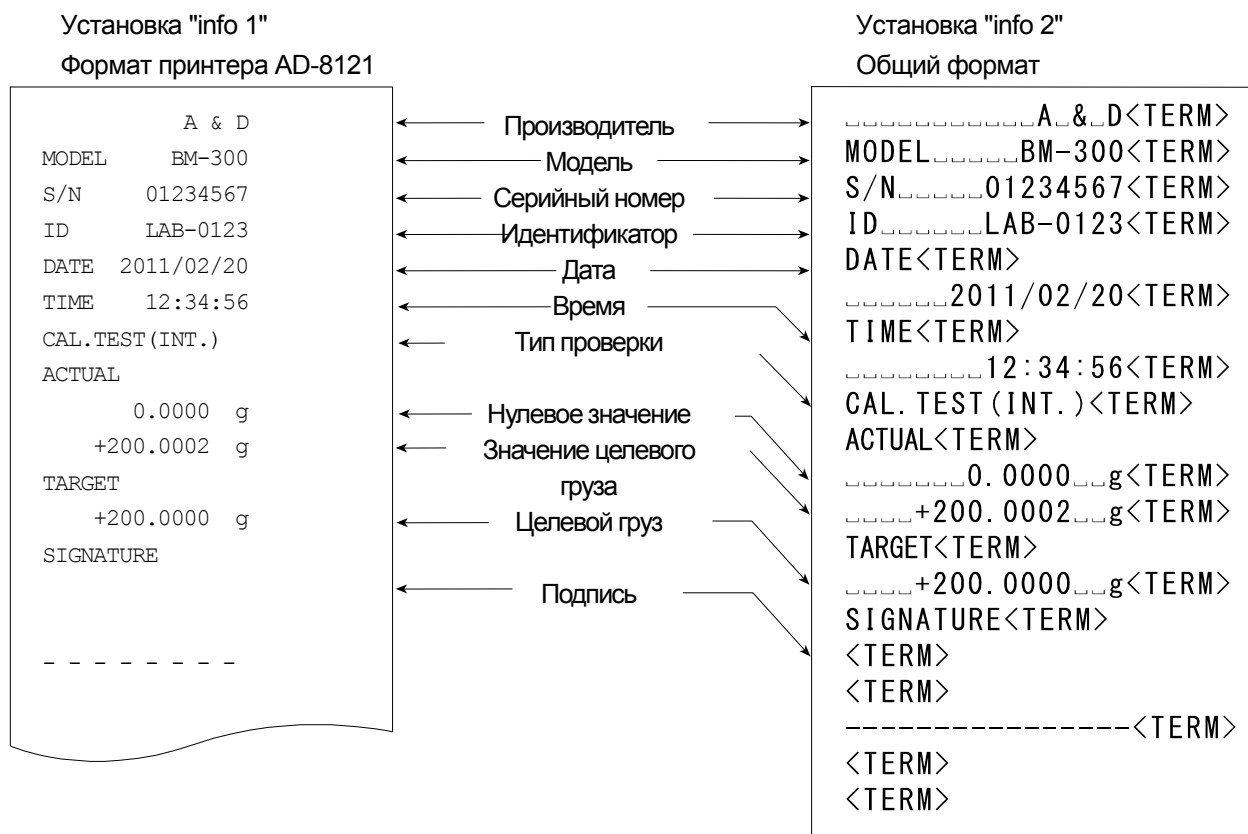 Установка "info 1"
Формат принтера AD-8121
A & D
MODEL BM-300
S/N 01234567
ID LAB-0123
DATE 2011/02/20
TIME 12:34:56
CAL.TEST(INT.)
ACTUAL
0.0000 g
+200.0002 g
TARGET
+200.0000 g
SIGNATURE
- - - - - - - -
Производитель
Модель
Серийный номер
Идентификатор
Дата
Время
Тип проверки
Нулевое значение
Значение целевого
груза
Целевой груз
Подпись
Установка "info 2"
Общий формат
␣␣␣␣␣␣␣␣␣␣␣A␣&␣D<TERM>
MODEL␣␣␣␣␣BM-300<TERM>
S/N␣␣␣␣␣01234567<TERM>
ID␣␣␣␣␣␣LAB-0123<TERM>
DATE<TERM>
␣␣␣␣␣␣2011/02/20<TERM>
TIME<TERM>
␣␣␣␣␣␣␣␣12:34:56<TERM>
CAL.TEST(INT.)<TERM>
ACTUAL<TERM>
␣␣␣␣␣␣␣0.0000␣␣g<TERM>
␣␣␣␣+200.0002␣␣g<TERM>
TARGET<TERM>
␣␣␣␣+200.0000␣␣g<TERM>
SIGNATURE<TERM>
<TERM>
<TERM>
----------------<TERM>
<TERM>
<TERM>